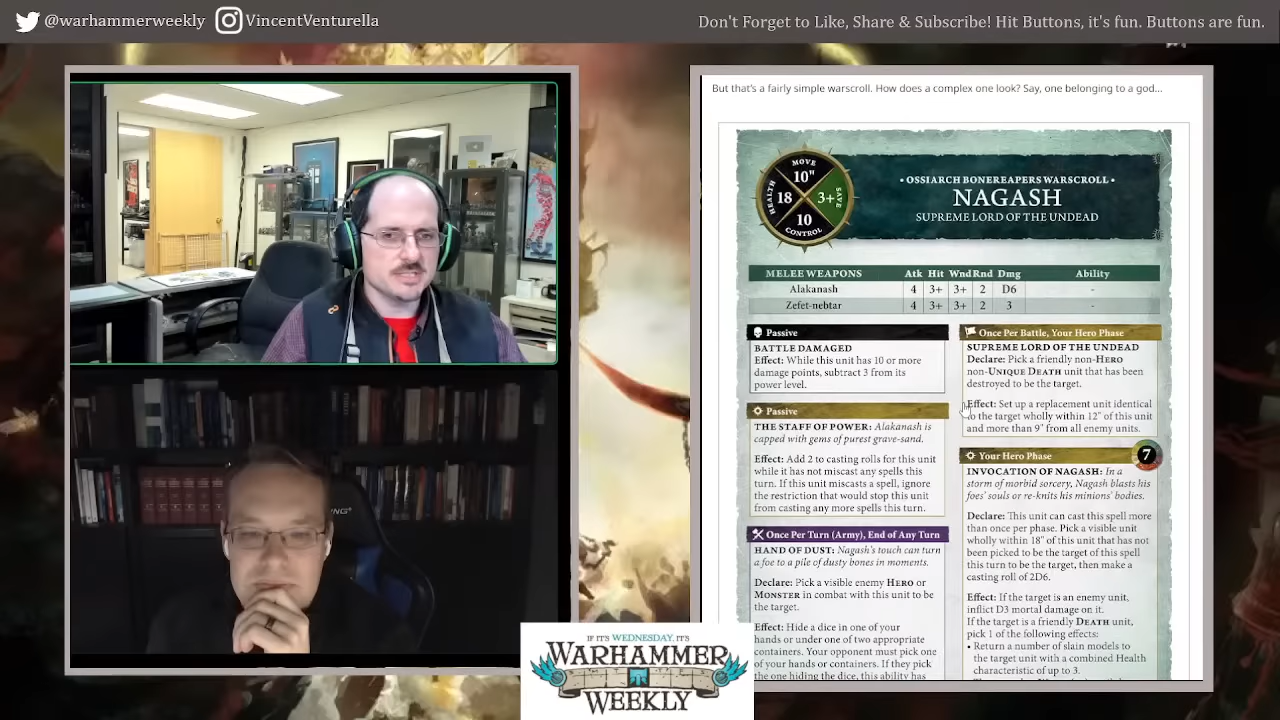 @warhammerweekly VincentVenturella
Don't Forget to Like, Share & Subscribe! Hit Buttons, it's fun. Buttons are fun.
But that's a fairly simple warscroll. How does a complex one look? Say, one belonging to a god...
MOVE
10"
HEALTH
18
3+
SAVE
10
CONTROL
• OSSIARCH BONEREAPERS WARSCROLL •
NAGASH
SUPREME LORD OF THE UNDEAD
MELEE WEAPONS Atk Hit Wnd Rnd Dmg Ability
Alakanash 4 3+ 3+ 2 D6 -
Zefet-nebtar 4 3+ 3+ 2 3 -
Passive
BATTLE DAMAGED
Effect: While this unit has 10 or more
damage points, subtract 3 from its
power level.
Passive
THE STAFF OF POWER: Alakanash is
capped with gems of purest grave-sand.
Effect: Add 2 to casting rolls for this unit
while it has not miscast any spells this
turn. If this unit miscasts a spell, ignore
the restriction that would stop this unit
from casting any more spells this turn.
Once Per Turn (Army), End of Any Turn
HAND OF DUST: Nagash's touch can turn
a foe to a pile of dusty bones in moments.
Declare: Pick a visible enemy HERO or
MONSTER in combat with this unit to be
the target.
Effect: Hide a dice in one of your
hands or under one of two appropriate
containers. Your opponent must pick one
of your hands or containers. If they pick
the one hiding the dice, this ability has
Once Per Battle, Your Hero Phase
SUPREME LORD OF THE UNDEAD
Declare: Pick a friendly non-HERO
non-UNIQUE DEATH unit that has been
destroyed to be the target.
Effect: Set up a replacement unit identical
to the target wholly within 12" of this unit
and more than 9" from all enemy units.
Your Hero Phase
7
INVOCATION OF NAGASH: In a
storm of morbid sorcery, Nagash blasts his
foes' souls or re-knits his minions' bodies.
Declare: This unit can cast this spell more
than once per phase. Pick a visible unit
wholly within 18" of this unit that has not
been picked to be the target of this spell
this turn to be the target, then make a
casting roll of 2D6.
Effect: If the target is an enemy unit,
inflict D3 mortal damage on it.
If the target is a friendly DEATH unit,
pick 1 of the following effects:
• Return a number of slain models to
the target unit with a combined Health
characteristic of up to 3.
IF IT'S WEDNESDAY, IT'S
WARHAMMER
WEEKLY